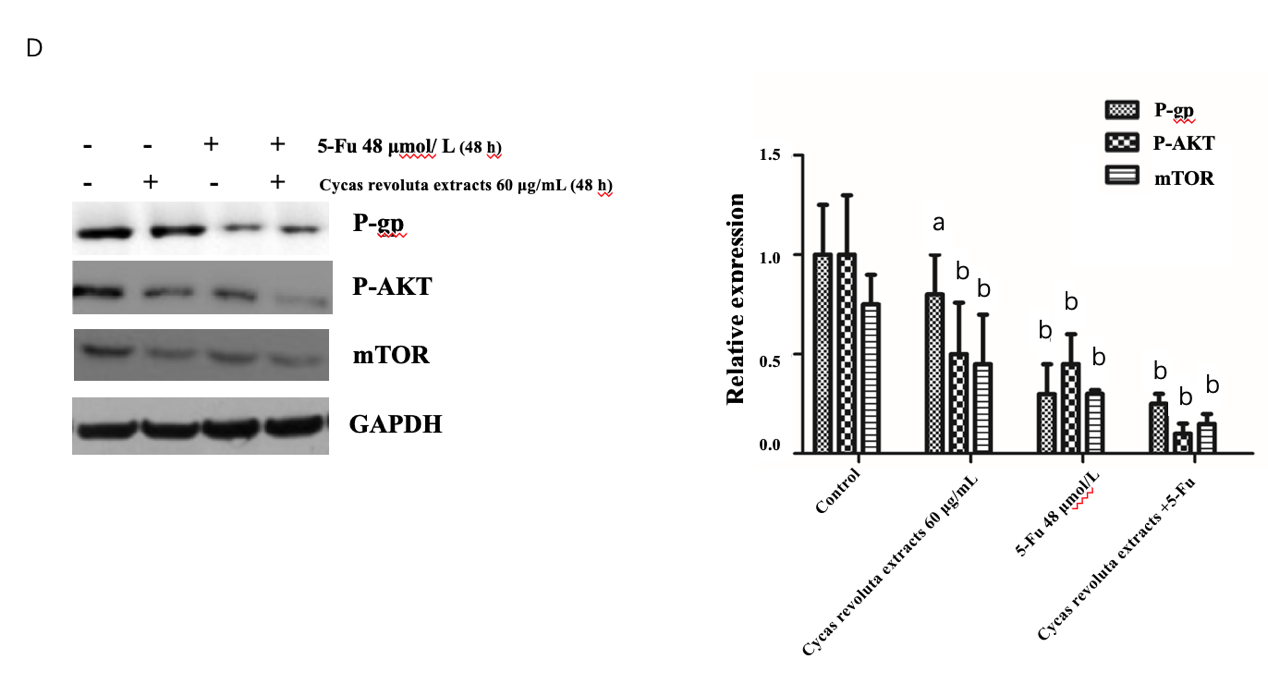 D
- - + + 5-Fu 48 μmol/ L (48 h)
- + - + Cycas revoluta extracts 60 μg/mL (48 h)
P-gp
P-AKT
mTOR
GAPDH
P-gp
P-AKT
mTOR
Relative expression
1.5
1.0
0.5
0.0
a
b
b
b
b
b
b
b
b
Control
Cycas revoluta extracts 60 μg/mL
5-Fu 48 μmol/L
Cycas revoluta extracts +5-Fu